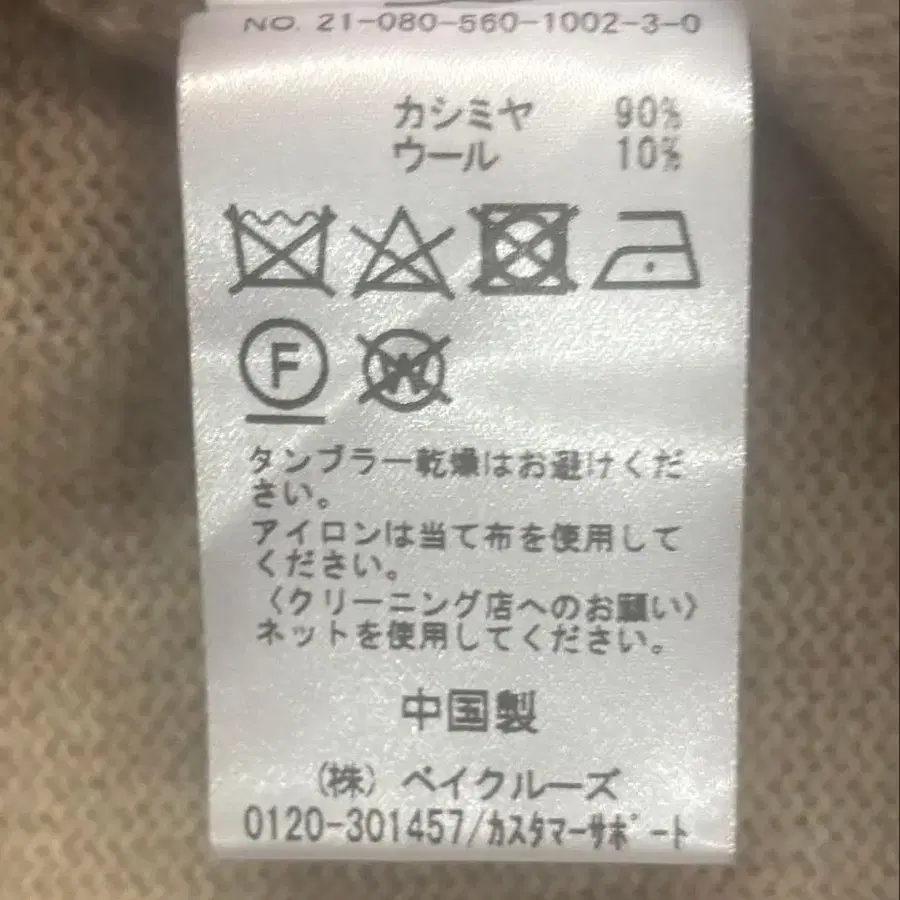 NO. 21-080-560-1002-3-0
カシミヤ 90%
ウール 10%
F
W
タンブラー乾燥はお避けくだ
さい。
アイロンは当て布を使用して
ください。
〈クリーニング店へのお願い〉
ネットを使用してください。
中国製
(株) ベイクルーズ
0120-301457/カスタマーサポート